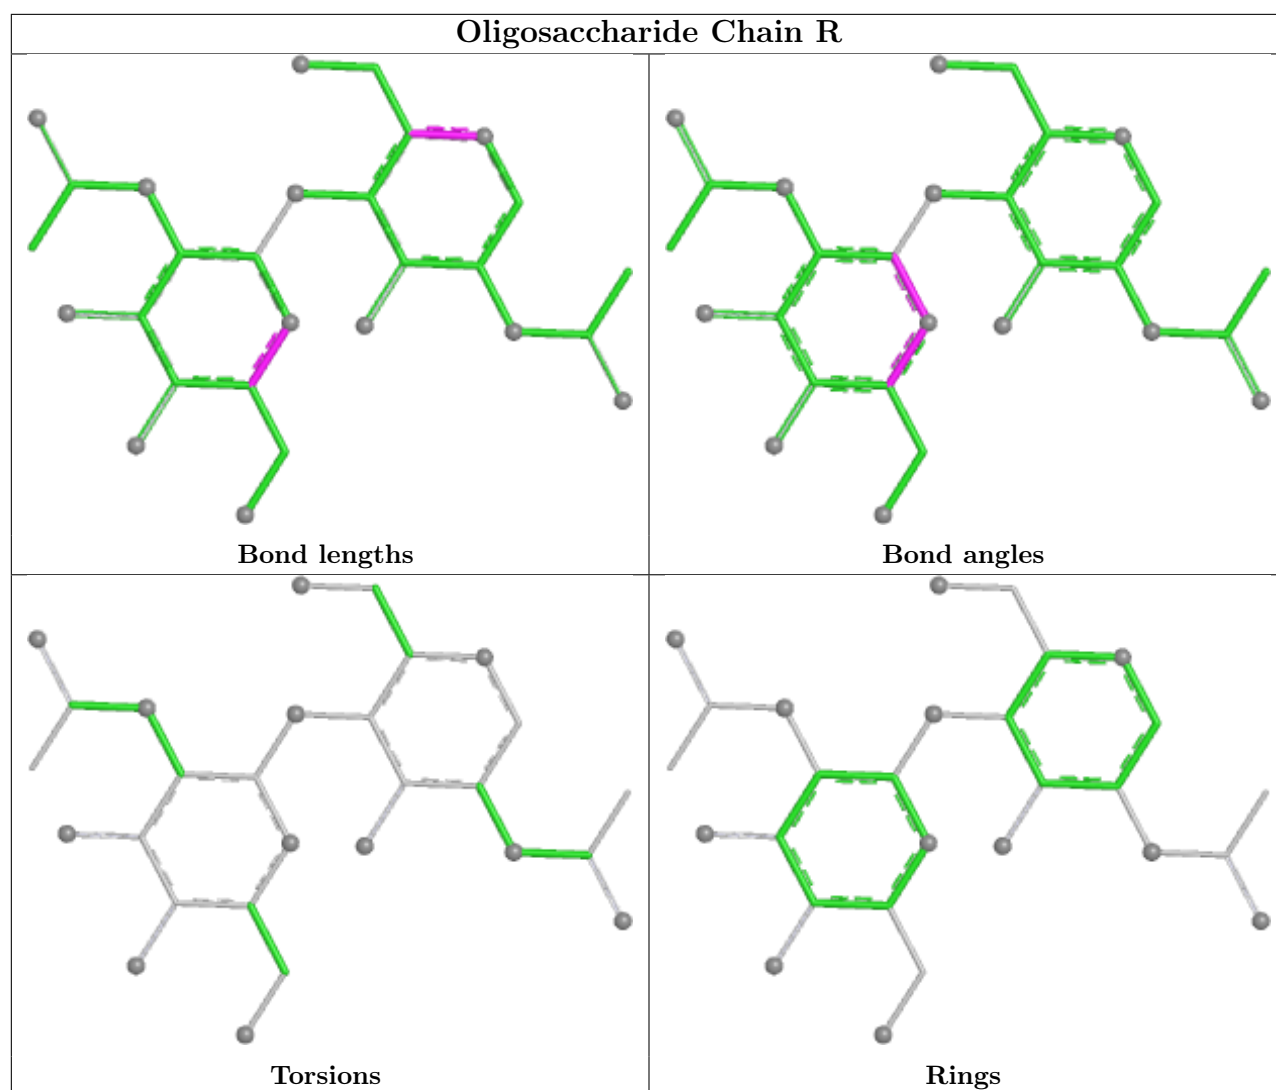 Oligosaccharide Chain R
Bond lengths
Bond angles
Torsions
Rings